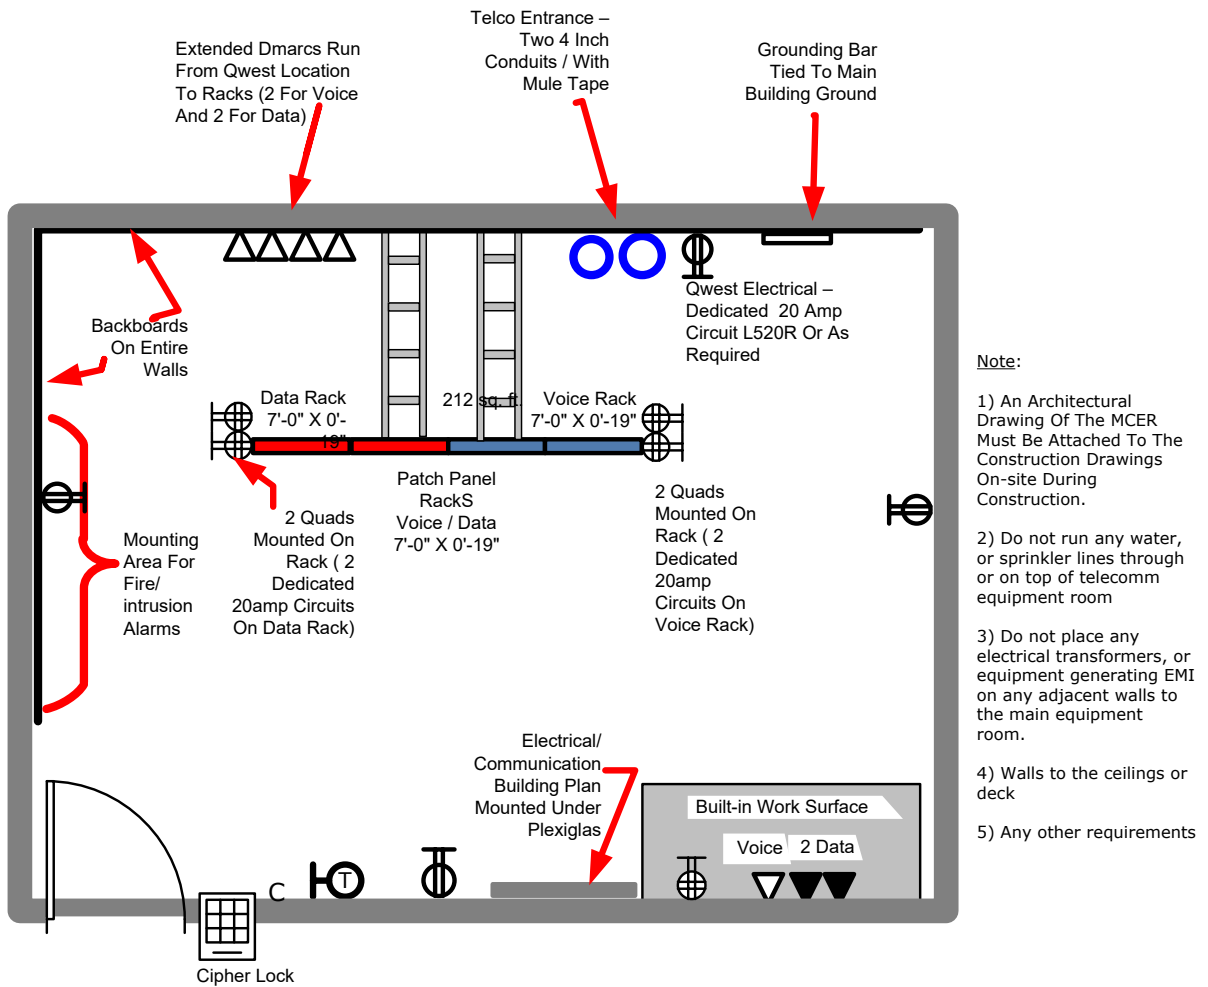 Telco Entrance –
Two 4 Inch
Conduits / With
Mule Tape
Extended Dmarcs Run
From Qwest Location
To Racks (2 For Voice
And 2 For Data)
Grounding Bar
Tied To Main
Building Ground
Qwest Electrical –
Dedicated  20 Amp
Circuit L520R Or As
Required
Backboards
On Entire
Walls
Data Rack
7'-0" X 0'-
19"
212 sq. ft.
Voice Rack
7'-0" X 0'-19"
Patch Panel
RackS
Voice / Data
7'-0" X 0'-19"
2 Quads
Mounted On
Rack ( 2
Dedicated
20amp Circuits
On Data Rack)
2 Quads
Mounted On
Rack ( 2
Dedicated
20amp
Circuits On
Voice Rack)
Mounting
Area For
Fire/
intrusion
Alarms
Electrical/
Communication
Building Plan
Mounted Under
Plexiglas
Built-in Work Surface
Voice
2 Data
C
T
Cipher Lock
Note:
1) An Architectural
Drawing Of The MCER
Must Be Attached To The
Construction Drawings
On-site During
Construction.
2) Do not run any water,
or sprinkler lines through
or on top of telecomm
equipment room
3) Do not place any
electrical transformers, or
equipment generating EMI
on any adjacent walls to
the main equipment
room.
4) Walls to the ceilings or
deck
5) Any other requirements